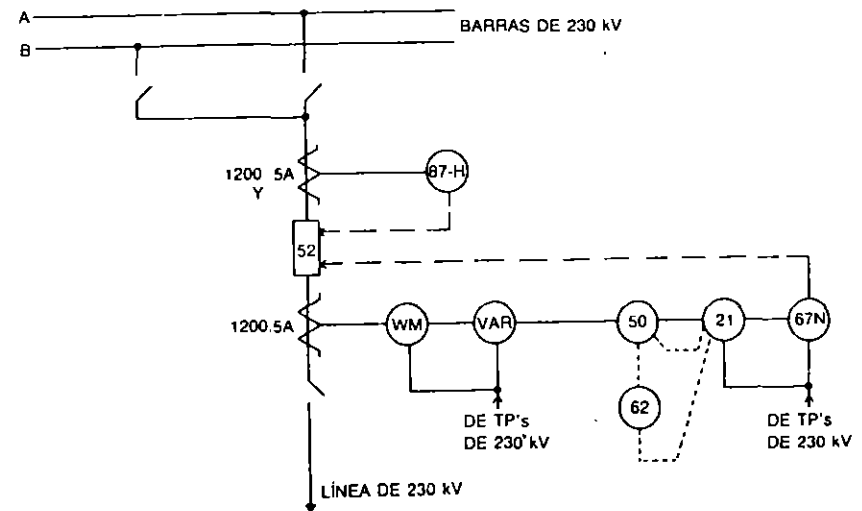 A
BARRAS DE 230 kV
B
1200 5A
Y
87-H
52
1200.5A
WM
VAR
50
21
67N
62
DE TP's
DE 230 kV
DE TP's
DE 230 kV
LÍNEA DE 230 kV